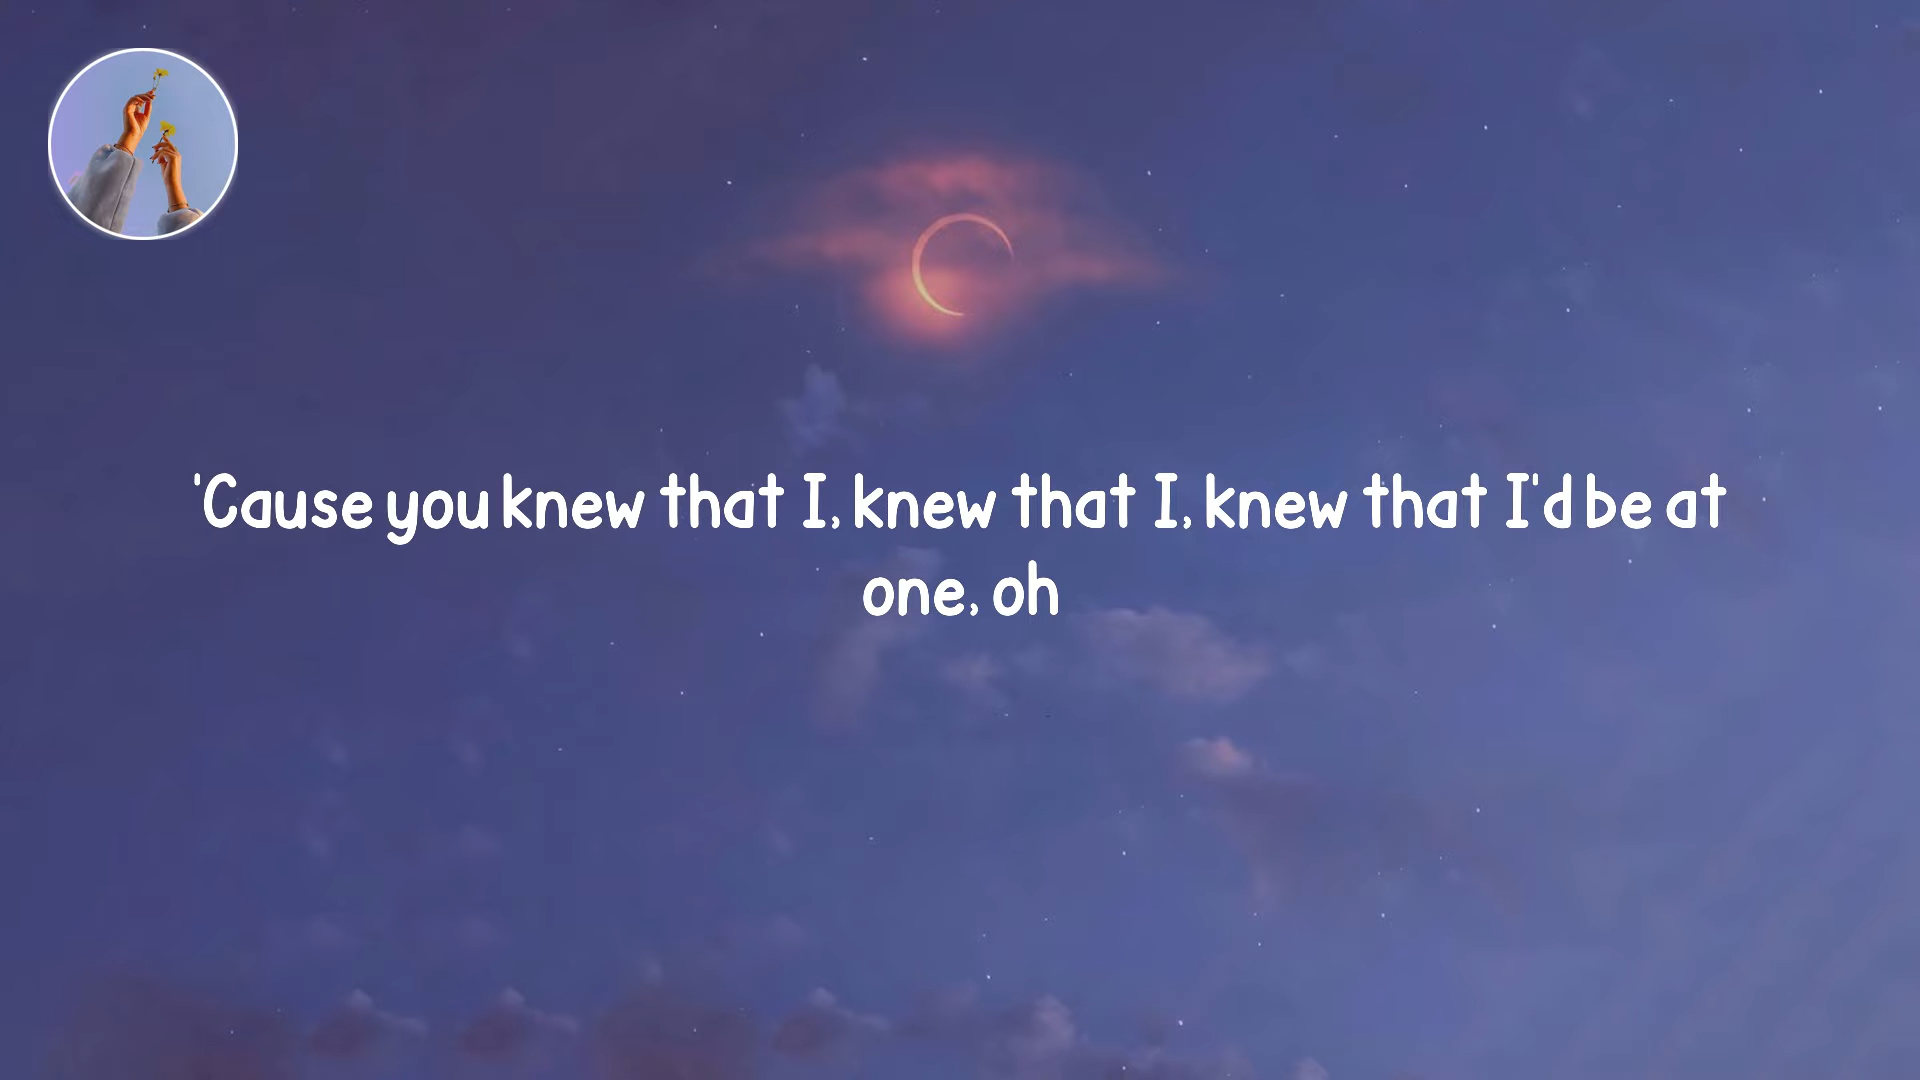 'Cause you knew that I, knew that I, knew that I'd be at
one, oh